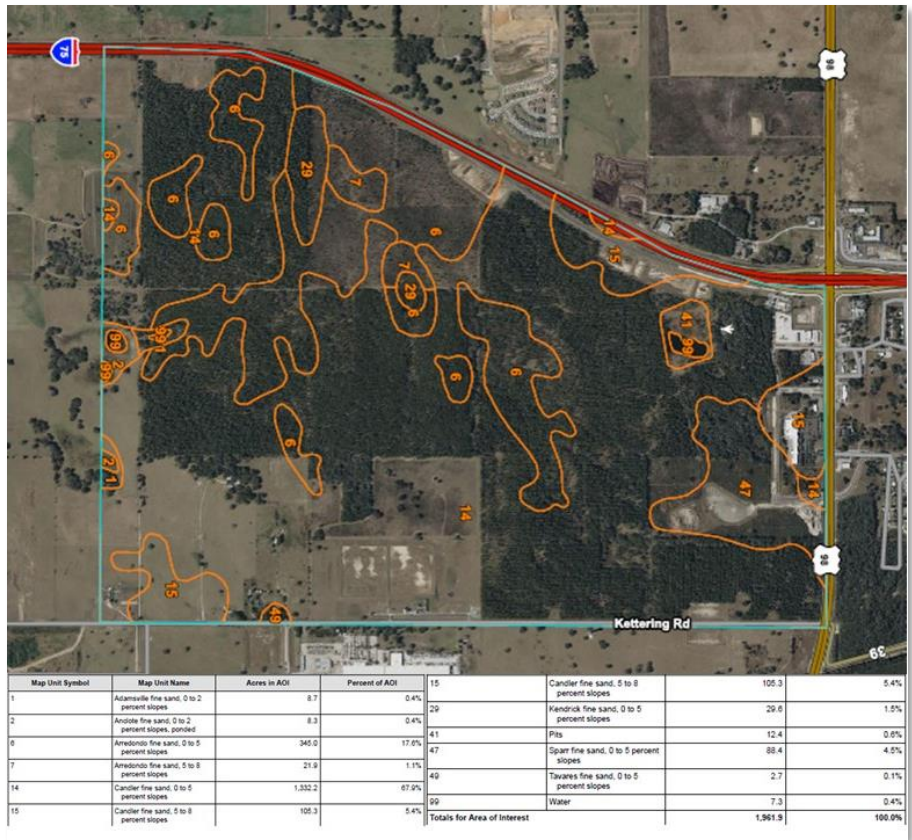 75
98
6
29
7
6
6
14
6
6
6
14
7
6
29
6
14
15
41
99
99
2
99
99
1
6
6
6
15
14
47
2
1
14
15
49
98
Kettering Rd
39
Map Unit Symbol Map Unit Name Acres in AOI Percent of AOI
1 Adamsville fine sand, 0 to 2 8.7 0.4%
percent slopes
2 Anclote fine sand, 0 to 2 8.3 0.4%
percent slopes, ponded
6 Arredondo fine sand, 0 to 5 345.0 17.6%
percent slopes
7 Arredondo fine sand, 5 to 8 21.9 1.1%
percent slopes
14 Candler fine sand, 0 to 5 1,332.2 67.9%
percent slopes
15 Candler fine sand, 5 to 8 105.3 5.4%
percent slopes
15 Candler fine sand, 5 to 8 105.3 5.4%
percent slopes
29 Kendrick fine sand, 0 to 5 29.6 1.5%
percent slopes
41 Pits 12.4 0.6%
47 Sparr fine sand, 0 to 5 percent 88.4 4.5%
slopes
49 Tavares fine sand, 0 to 5 2.7 0.1%
percent slopes
99 Water 7.3 0.4%
Totals for Area of Interest 1,961.9 100.0%